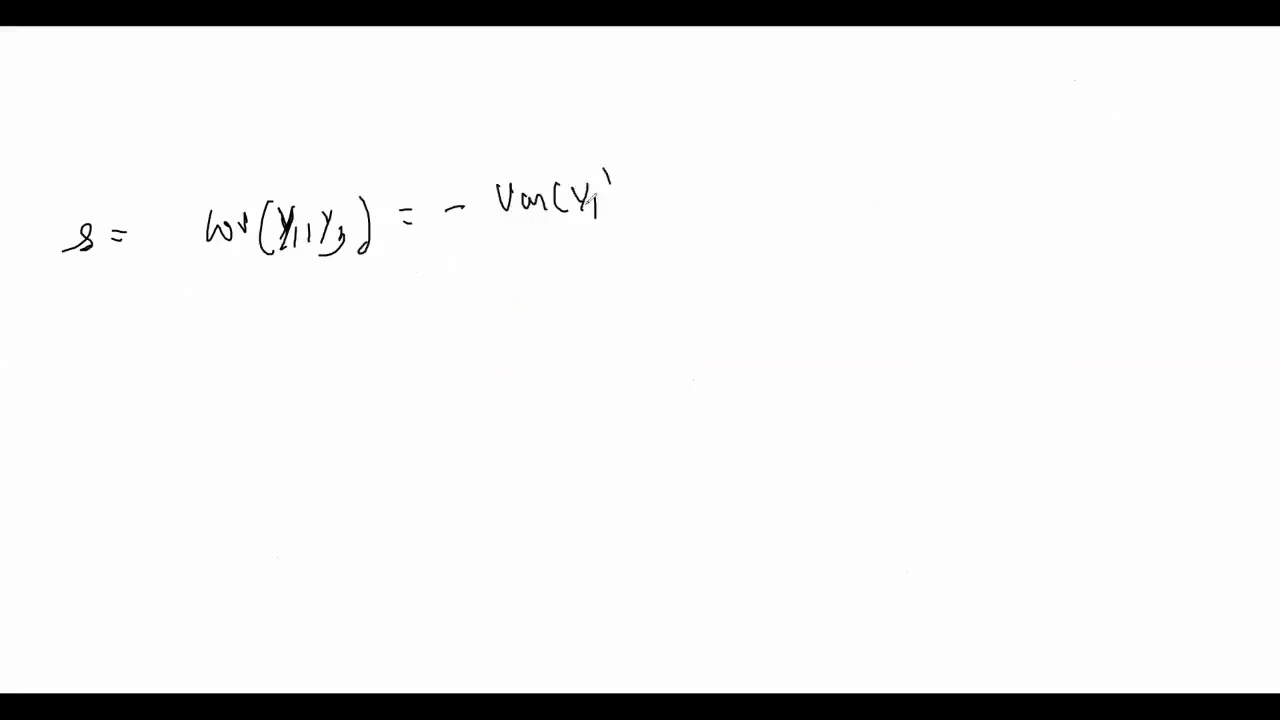 s = Cov(Y₁, Y₃) = - Var(Y₁)